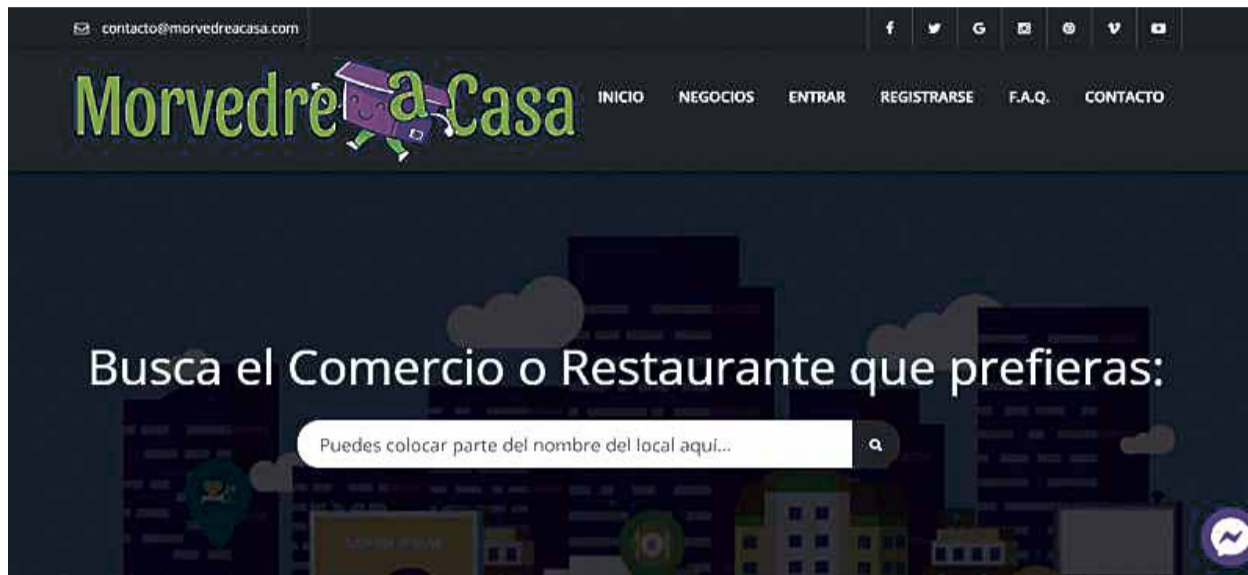 contacto@morvedreacasa.com
Morvedre a Casa
INICIO NEGOCIOS ENTRAR REGISTRARSE F.A.Q. CONTACTO
Busca el Comercio o Restaurante que prefieras:
Puedes colocar parte del nombre del local aquí...